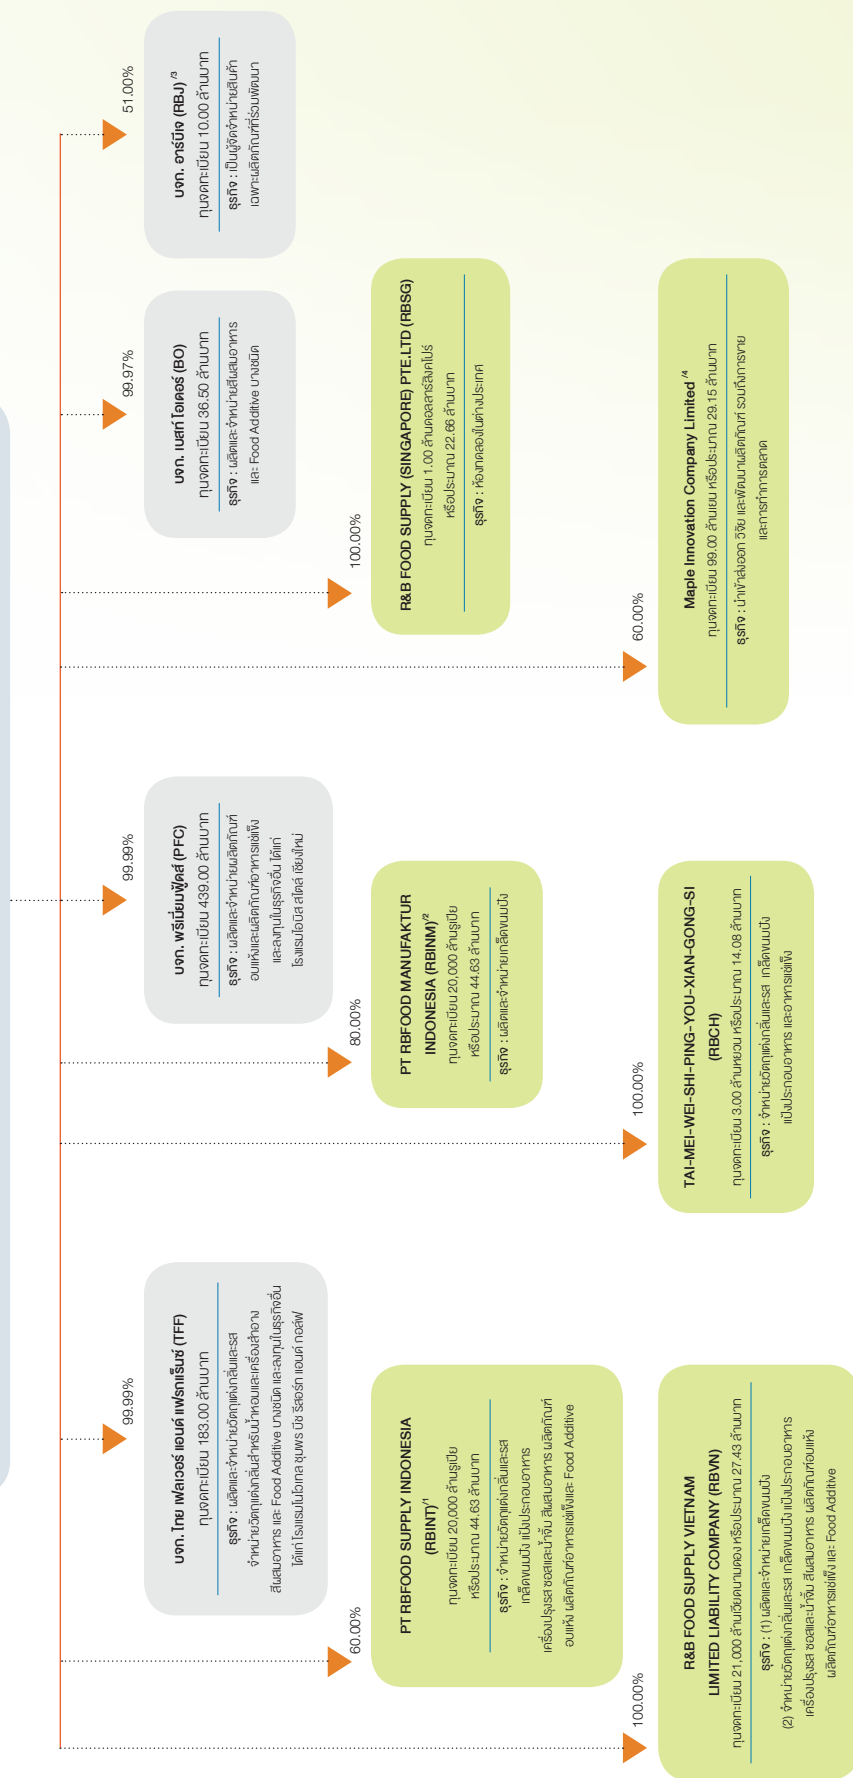 99.99%
บจก. ไทย เฟลเวอร์ แอนด์ แฟรกแร็นซ์ (TFF)
ทุนจดทะเบียน 183.00 ล้านบาท
ธุรกิจ : ผลิตและจำหน่ายวัตถุแต่งกลิ่นและรส
จำหน่ายวัตถุแต่งกลิ่นสำหรับน้ำหอมและเครื่องสำอาง
สีผสมอาหาร และ Food Additive บางชนิด และลงทุนในธุรกิจอื่น
ได้แก่ โรงแรมโนโวเทล ชุมพร บีช รีสอร์ท แอนด์ กอล์ฟ
99.99%
บจก. พรีเมี่ยมฟู้ดส์ (PFC)
ทุนจดทะเบียน 439.00 ล้านบาท
ธุรกิจ : ผลิตและจำหน่ายผลิตภัณฑ์
อบแห้งและผลิตภัณฑ์อาหารแช่แข็ง
และลงทุนในธุรกิจอื่น ได้แก่
โรงแรมไอบิส สไตล์ เชียงใหม่
99.97%
บจก. เบสท์ โอเดอร์ (BO)
ทุนจดทะเบียน 36.50 ล้านบาท
ธุรกิจ : ผลิตและจำหน่ายสีผสมอาหาร
และ Food Additive บางชนิด
51.00%
บจก. อาร์บีเจ (RBJ) /3
ทุนจดทะเบียน 10.00 ล้านบาท
ธุรกิจ : เป็นผู้จัดจำหน่ายสินค้า
เฉพาะผลิตภัณฑ์ที่ร่วมพัฒนา
60.00%
PT RBFOOD SUPPLY INDONESIA
(RBINT)/1
ทุนจดทะเบียน 20,000 ล้านรูเปีย
หรือประมาณ 44.63 ล้านบาท
ธุรกิจ : จำหน่ายวัตถุแต่งกลิ่นและรส
เกล็ดขนมปัง แป้งประกอบอาหาร
เครื่องปรุงรส ซอสและน้ำจิ้ม สีผสมอาหาร ผลิตภัณฑ์
อบแห้ง ผลิตภัณฑ์อาหารแช่แข็งและ Food Additive
80.00%
PT RBFOOD MANUFAKTUR
INDONESIA (RBINM)/2
ทุนจดทะเบียน 20,000 ล้านรูเปีย
หรือประมาณ 44.63 ล้านบาท
ธุรกิจ : ผลิตและจำหน่ายเกล็ดขนมปัง
100.00%
R&B FOOD SUPPLY (SINGAPORE) PTE.LTD (RBSG)
ทุนจดทะเบียน 1.00 ล้านดอลลาร์สิงคโปร์
หรือประมาณ 22.66 ล้านบาท
ธุรกิจ : ห้องทดลองในต่างประเทศ
100.00%
R&B FOOD SUPPLY VIETNAM
LIMITED LIABILITY COMPANY (RBVN)
ทุนจดทะเบียน 21,000 ล้านเวียดนามดอง หรือประมาณ 27.43 ล้านบาท
ธุรกิจ : (1) ผลิตและจำหน่ายเกล็ดขนมปัง
(2) จำหน่ายวัตถุแต่งกลิ่นและรส เกล็ดขนมปัง แป้งประกอบอาหาร
เครื่องปรุงรส ซอสและน้ำจิ้ม สีผสมอาหาร ผลิตภัณฑ์อบแห้ง
ผลิตภัณฑ์อาหารแช่แข็ง และ Food Additive
100.00%
TAI-MEI-WEI-SHI-PING-YOU-XIAN-GONG-SI
(RBCH)
ทุนจดทะเบียน 3.00 ล้านหยวน หรือประมาณ 14.08 ล้านบาท
ธุรกิจ : จำหน่ายวัตถุแต่งกลิ่นและรส เกล็ดขนมปัง
แป้งประกอบอาหาร และอาหารแช่แข็ง
60.00%
Maple Innovation Company Limited /4
ทุนจดทะเบียน 99.00 ล้านเยน หรือประมาณ 29.15 ล้านบาท
ธุรกิจ : นำเข้าส่งออก วิจัย และพัฒนาผลิตภัณฑ์ รวมถึงการขาย
และการทำการตลาด